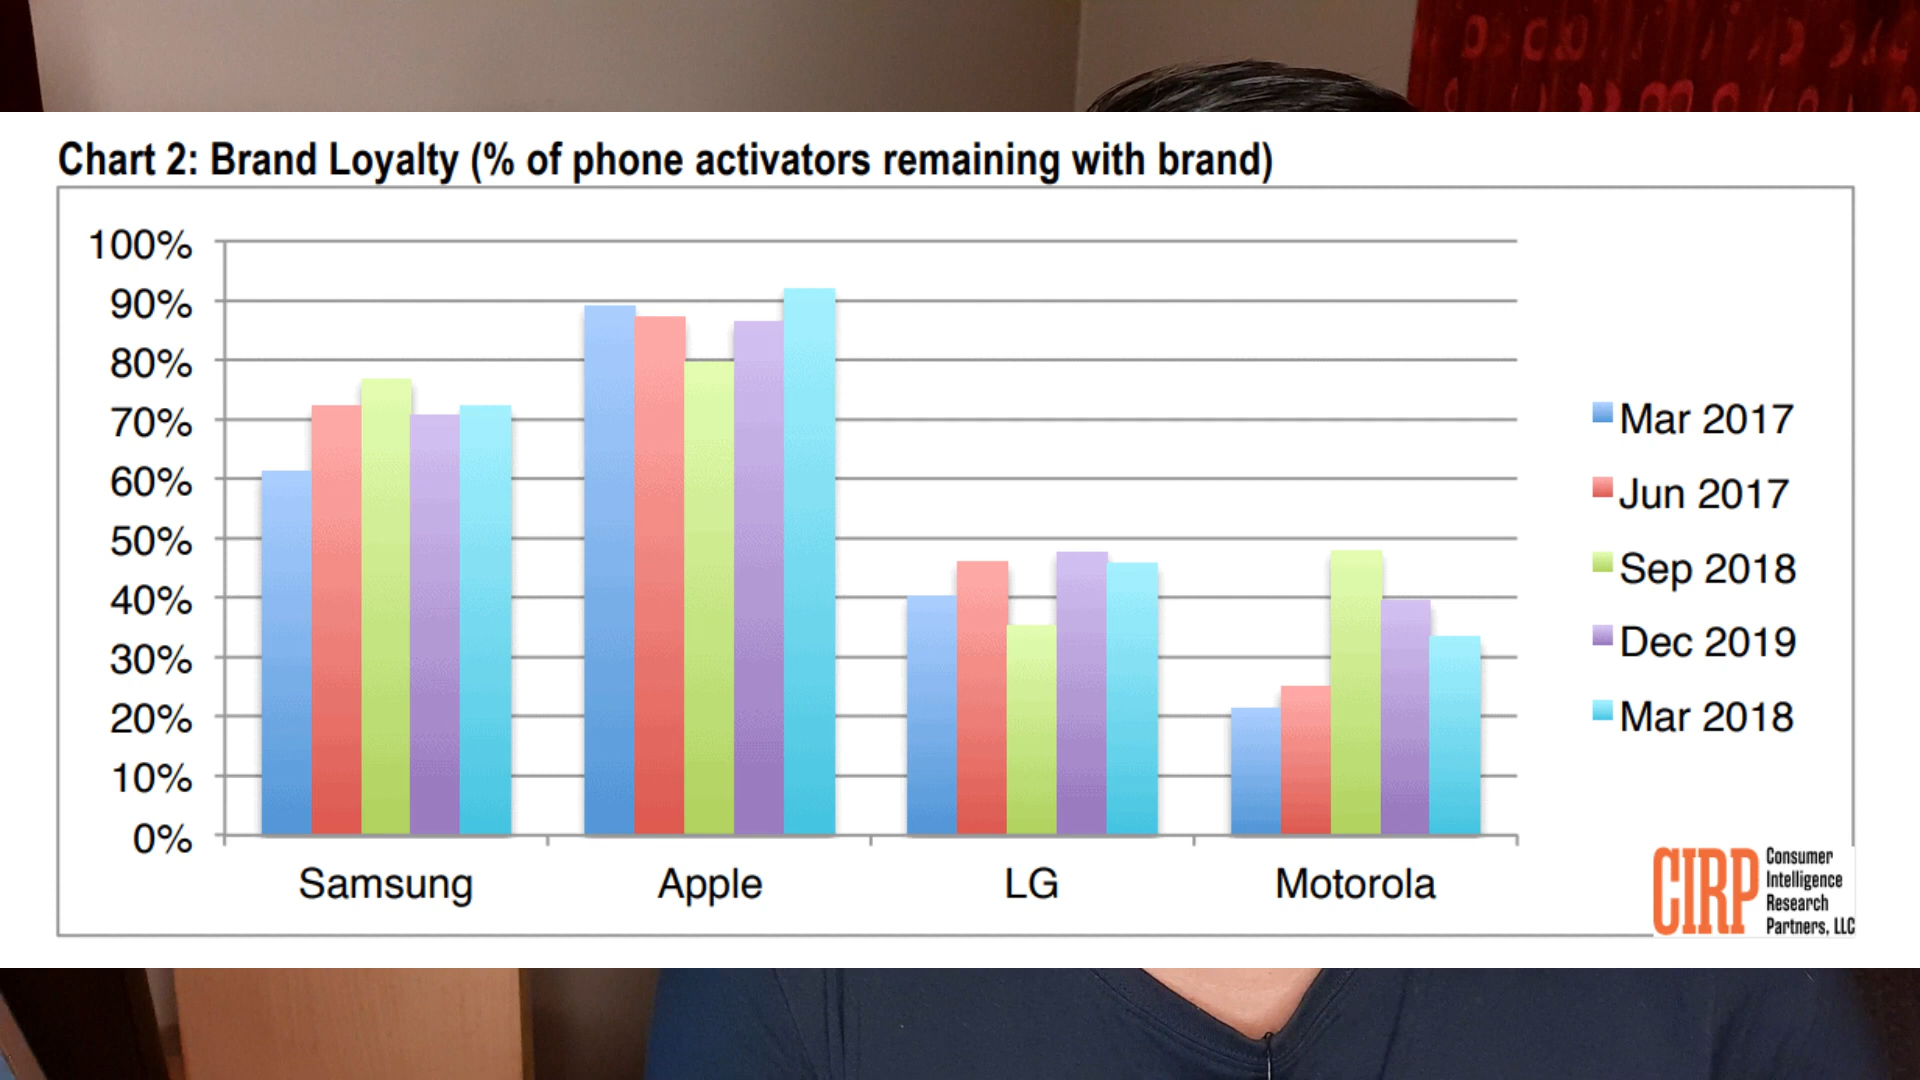 Chart 2: Brand Loyalty (% of phone activators remaining with brand)
100%
90%
80%
70%
60%
50%
40%
30%
20%
10%
0%
Samsung Apple LG Motorola
Mar 2017
Jun 2017
Sep 2018
Dec 2019
Mar 2018
CIRP
Consumer
Intelligence
Research
Partners, LLC